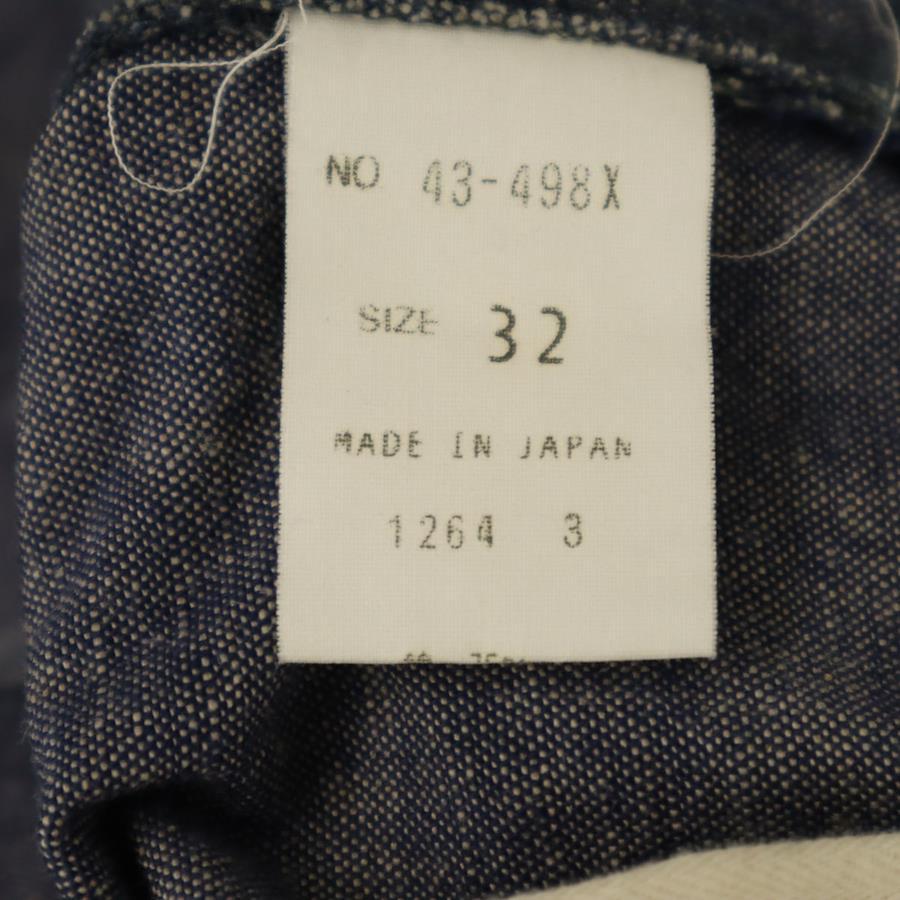 NO 43-498X
SIZE 32
MADE IN JAPAN
1264 3